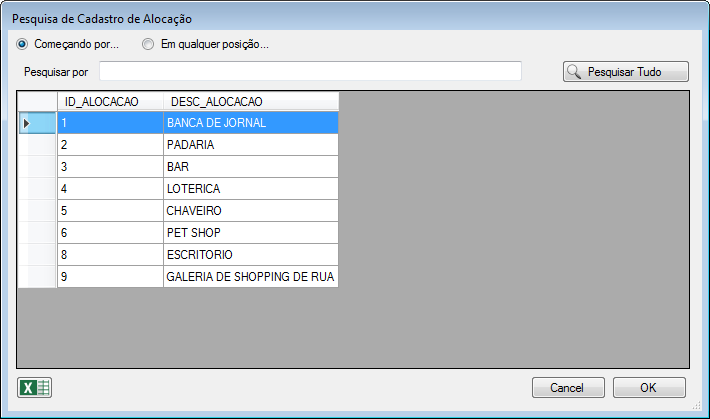 Pesquisa de Cadastro de Alocação
Começando por... Em qualquer posição...
Pesquisar por Pesquisar Tudo
ID_ALOCACAO DESC_ALOCACAO
1 BANCA DE JORNAL
2 PADARIA
3 BAR
4 LOTERICA
5 CHAVEIRO
6 PET SHOP
8 ESCRITORIO
9 GALERIA DE SHOPPING DE RUA
X Cancel OK